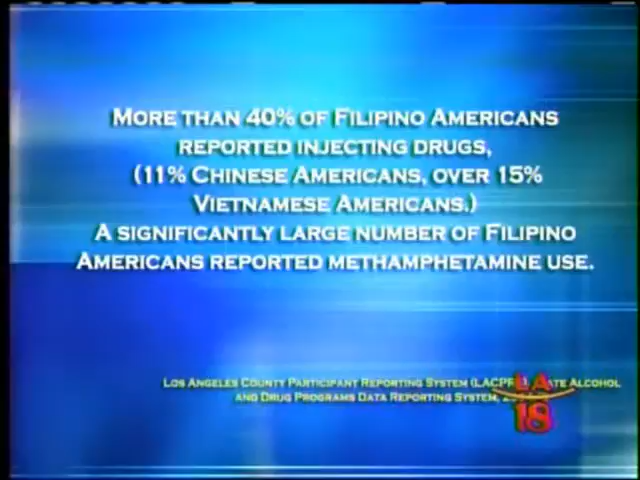 MORE THAN 40% OF FILIPINO AMERICANS
REPORTED INJECTING DRUGS,
(11% CHINESE AMERICANS, OVER 15%
VIETNAMESE AMERICANS.)
A SIGNIFICANTLY LARGE NUMBER OF FILIPINO
AMERICANS REPORTED METHAMPHETAMINE USE.
LOS ANGELES COUNTY PARTICIPANT REPORTING SYSTEM ALCOHOL
AND DRUG PROGRAMS DATA REPORTING SYSTEM,
LA
18